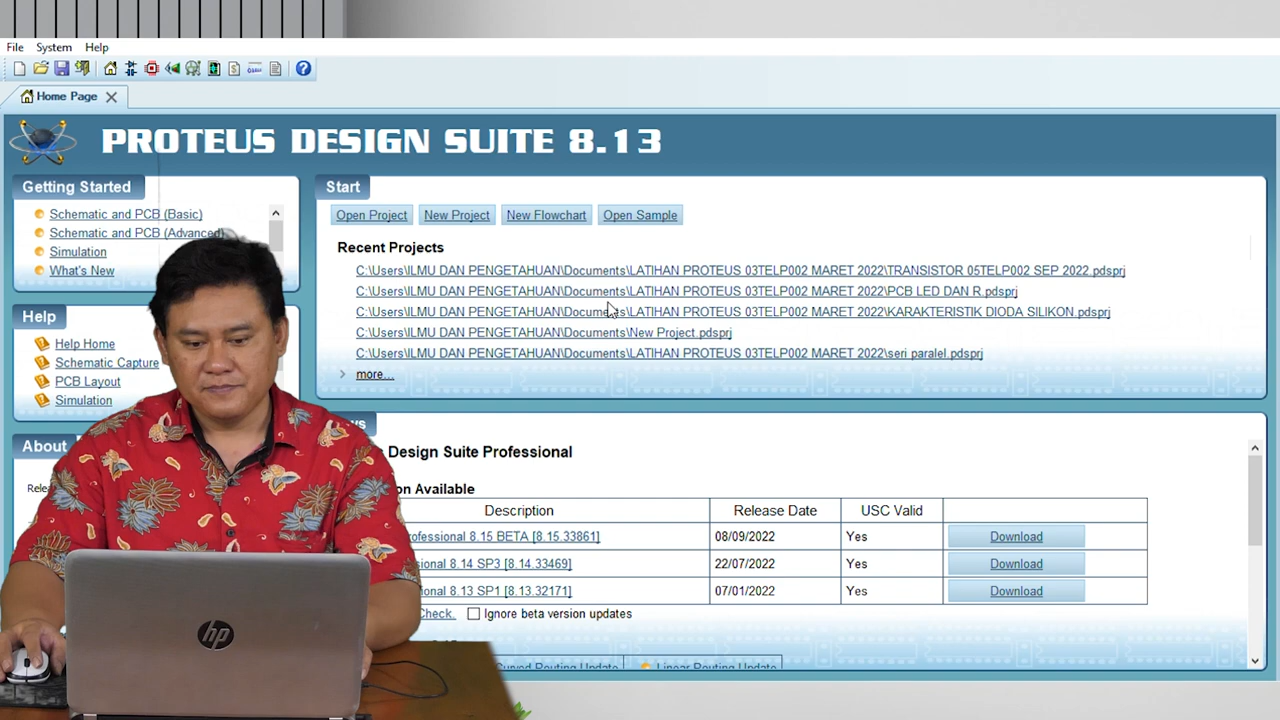 File System Help
Home Page
PROTEUS DESIGN SUITE 8.13
Getting Started
Schematic and PCB (Basic)
Schematic and PCB (Advanced)
Simulation
What's New
Help
Help Home
Schematic Capture
PCB Layout
Simulation
About
Start
Open Project New Project New Flowchart Open Sample
Recent Projects
C:\Users\ILMU DAN PENGETAHUAN\Documents\LATIHAN PROTEUS 03TELP002 MARET 2022\TRANSISTOR 05TELP002 SEP 2022.pdsprj
C:\Users\ILMU DAN PENGETAHUAN\Documents\LATIHAN PROTEUS 03TELP002 MARET 2022\PCB LED DAN R.pdsprj
C:\Users\ILMU DAN PENGETAHUAN\Documents\LATIHAN PROTEUS 03TELP002 MARET 2022\KARAKTERISTIK DIODA SILIKON.pdsprj
C:\Users\ILMU DAN PENGETAHUAN\Documents\New Project.pdsprj
C:\Users\ILMU DAN PENGETAHUAN\Documents\LATIHAN PROTEUS 03TELP002 MARET 2022\seri paralel.pdsprj
more...
Design Suite Professional
Available
Description Release Date USC Valid
8.15 BETA [8.15.33861] 08/09/2022 Yes Download
8.14 SP3 [8.14.33469] 22/07/2022 Yes Download
8.13 SP1 [8.13.32171] 07/01/2022 Yes Download
Check. Ignore beta version updates
Curved Routing Update Linear Routing Update
hp